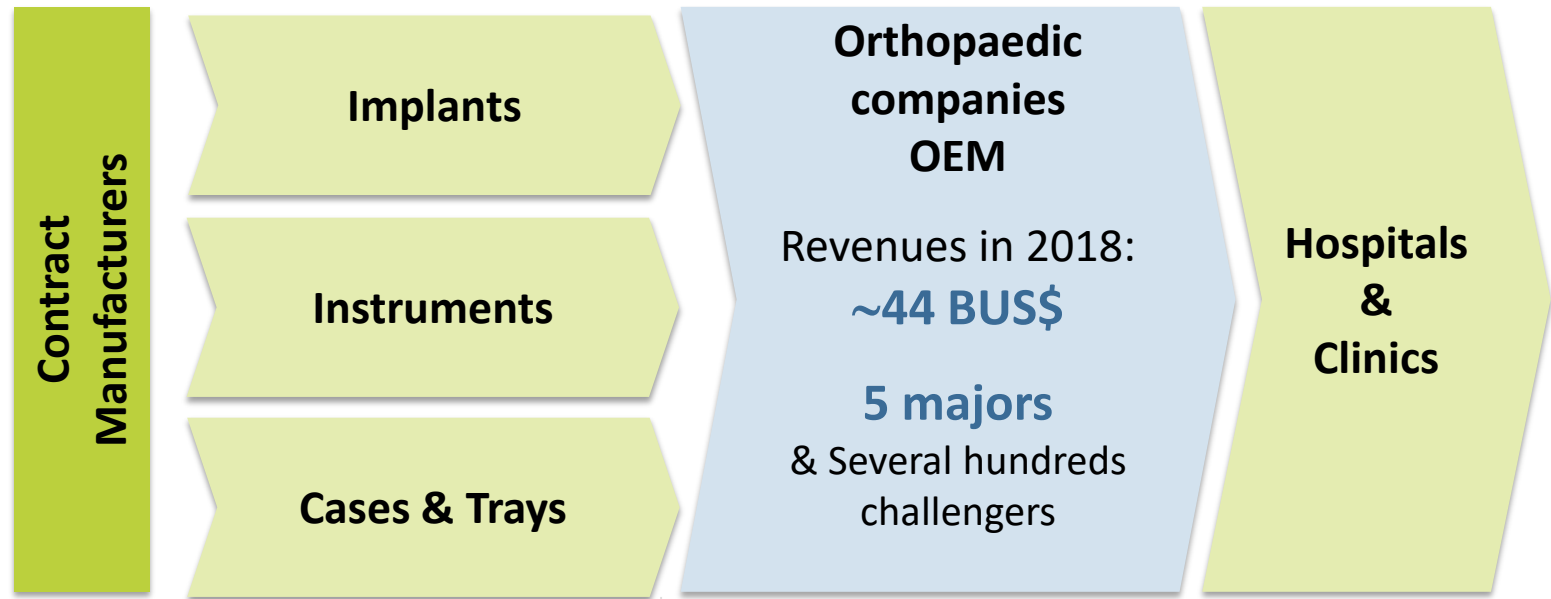 Contract
Manufacturers
Implants
Instruments
Cases & Trays
Orthopaedic
companies
OEM
Revenues in 2018:
~44 BUS$
5 majors
& Several hundreds
challengers
Hospitals
&
Clinics